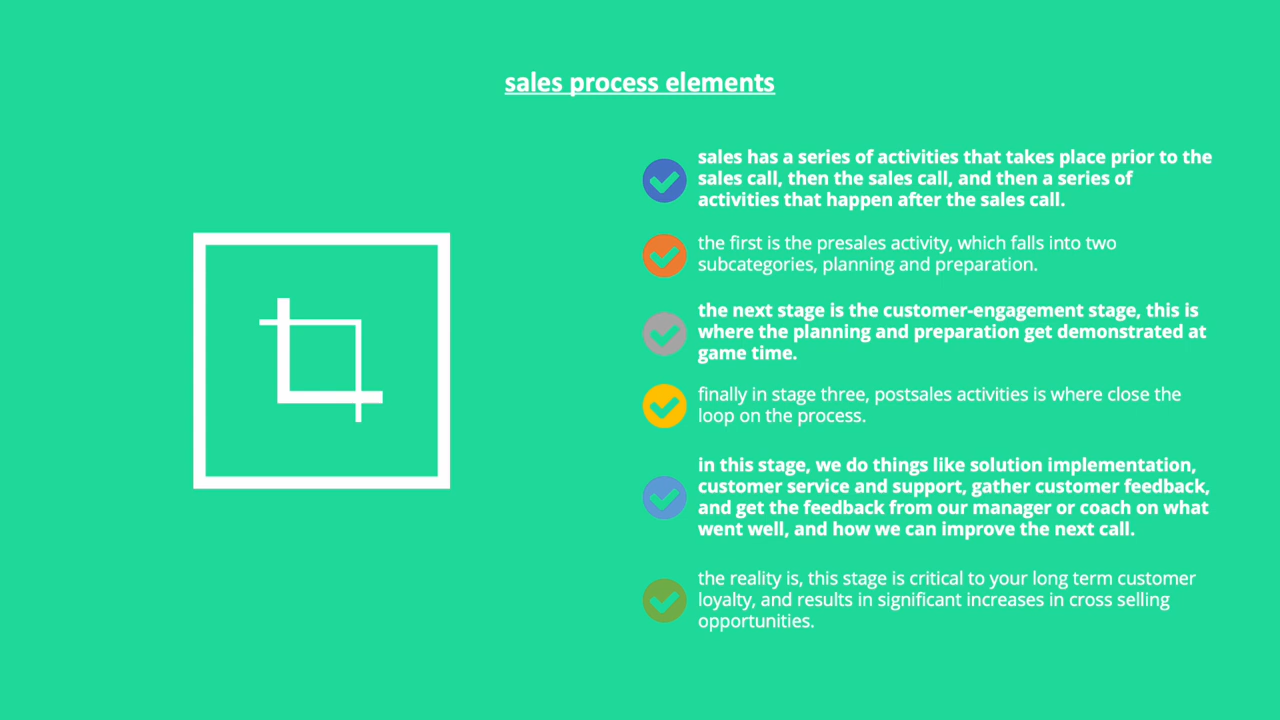 sales process elements
sales has a series of activities that takes place prior to the
sales call, then the sales call, and then a series of
activities that happen after the sales call.
the first is the presales activity, which falls into two
subcategories, planning and preparation.
the next stage is the customer-engagement stage, this is
where the planning and preparation get demonstrated at
game time.
finally in stage three, postsales activities is where close the
loop on the process.
in this stage, we do things like solution implementation,
customer service and support, gather customer feedback,
and get the feedback from our manager or coach on what
went well, and how we can improve the next call.
the reality is, this stage is critical to your long term customer
loyalty, and results in significant increases in cross selling
opportunities.